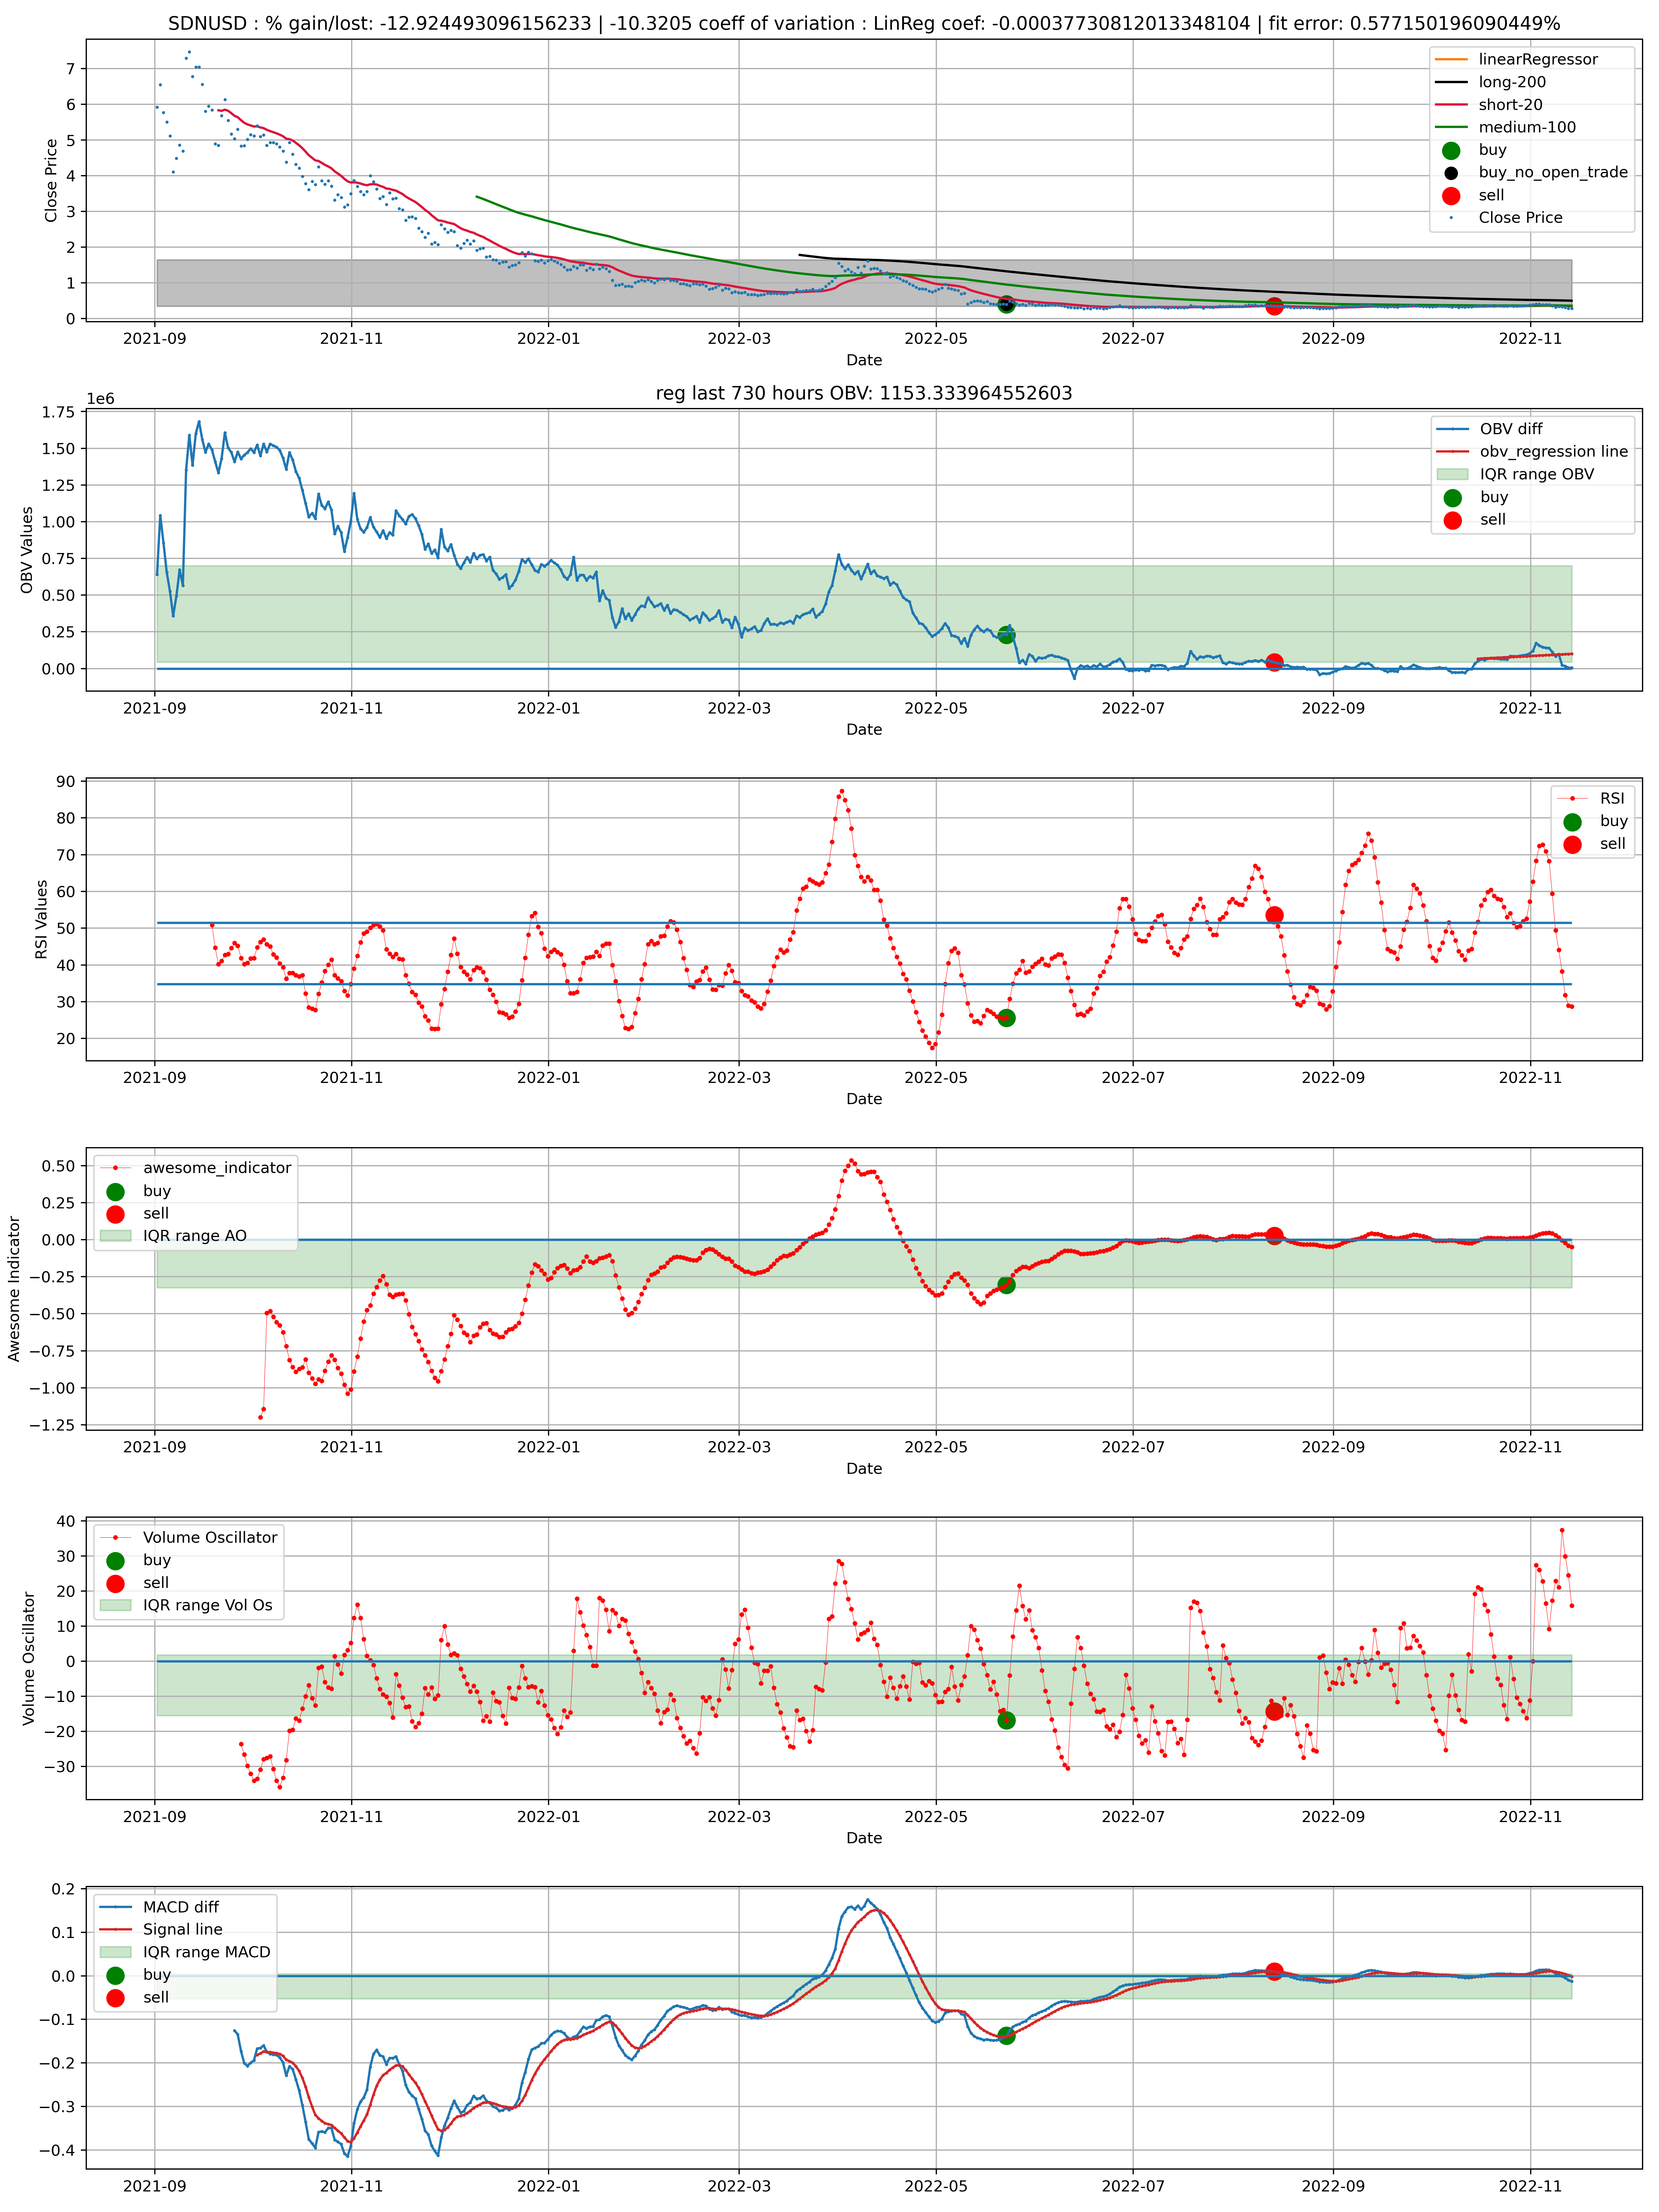 SDNUSD : % gain/lost: -12.924493096156233 | -10.3205 coeff of variation : LinReg coef: -0.00037730812013348104 | fit error: 0.577150196090449%
linearRegressor
long-200
short-20
medium-100
buy
buy_no_open_trade
sell
Close Price
Close Price
7
6
5
4
3
2
1
0
2021-09 2021-11 2022-01 2022-03 2022-05 2022-07 2022-09 2022-11
Date
reg last 730 hours OBV: 1153.333964552603
1e6
OBV diff
obv_regression line
IQR range OBV
buy
sell
OBV Values
1.75
1.50
1.25
1.00
0.75
0.50
0.25
0.00
2021-09 2021-11 2022-01 2022-03 2022-05 2022-07 2022-09 2022-11
Date
RSI
buy
sell
RSI Values
90
80
70
60
50
40
30
20
2021-09 2021-11 2022-01 2022-03 2022-05 2022-07 2022-09 2022-11
Date
awesome_indicator
buy
sell
IQR range AO
Awesome Indicator
0.50
0.25
0.00
−0.25
−0.50
−0.75
−1.00
−1.25
2021-09 2021-11 2022-01 2022-03 2022-05 2022-07 2022-09 2022-11
Date
Volume Oscillator
buy
sell
IQR range Vol Os
Volume Oscillator
40
30
20
10
0
−10
−20
−30
2021-09 2021-11 2022-01 2022-03 2022-05 2022-07 2022-09 2022-11
Date
MACD diff
Signal line
IQR range MACD
buy
sell
0.2
0.1
0.0
−0.1
−0.2
−0.3
−0.4
2021-09 2021-11 2022-01 2022-03 2022-05 2022-07 2022-09 2022-11